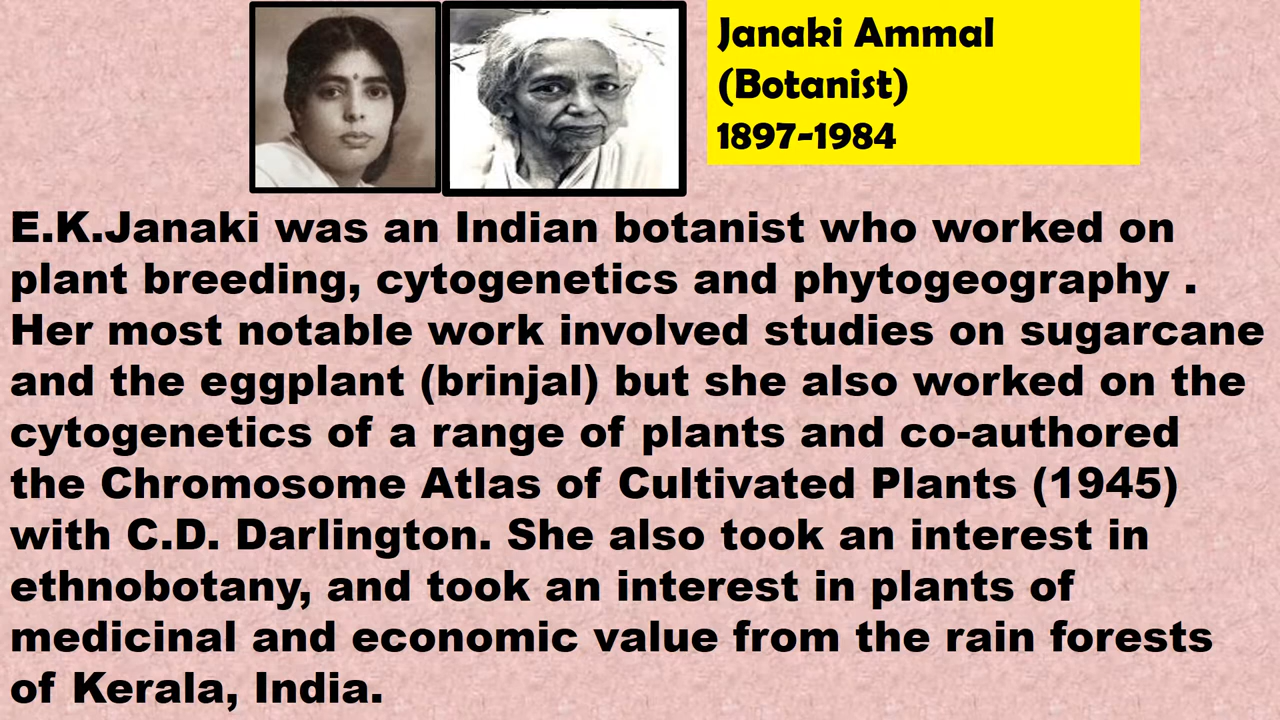 Janaki Ammal
(Botanist)
1897-1984
E.K.Janaki was an Indian botanist who worked on
plant breeding, cytogenetics and phytogeography .
Her most notable work involved studies on sugarcane
and the eggplant (brinjal) but she also worked on the
cytogenetics of a range of plants and co-authored
the Chromosome Atlas of Cultivated Plants (1945)
with C.D. Darlington. She also took an interest in
ethnobotany, and took an interest in plants of
medicinal and economic value from the rain forests
of Kerala, India.